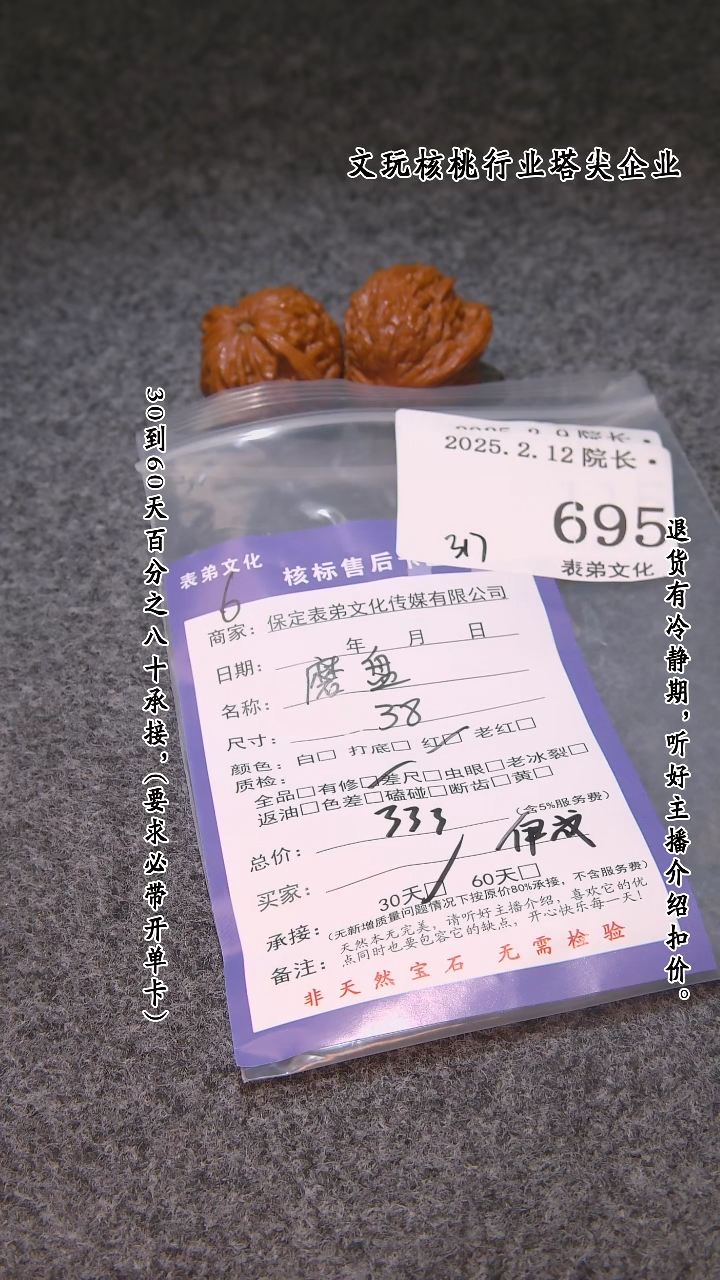 文玩核桃行业塔尖企业
30到60天百分之八十承接，（要求必带开单卡）
退货有冷静期，听好主播介绍扣价。
2025.2.12 院长·
695
317
表弟文化
表弟文化 核标售后
6
商家：保定表弟文化传媒有限公司
日期： 年 月 日
名称：磨盘
尺寸：38
颜色：白□ 打底□ 红□ 老红□
质检：全品□有修□差尺□虫眼□老冰裂□
返油□色差□磕碰□断齿□黄□
总价：333（含5%服务费）
买家：
承接：30天□ 60天□
（无新增质量问题情况下按原价80%承接，不含服务费）
备注：天然本无完美，请听好主播介绍，喜欢它的优
点同时也要包容它的缺点，开心快乐每一天！
非天然宝石 无需检验